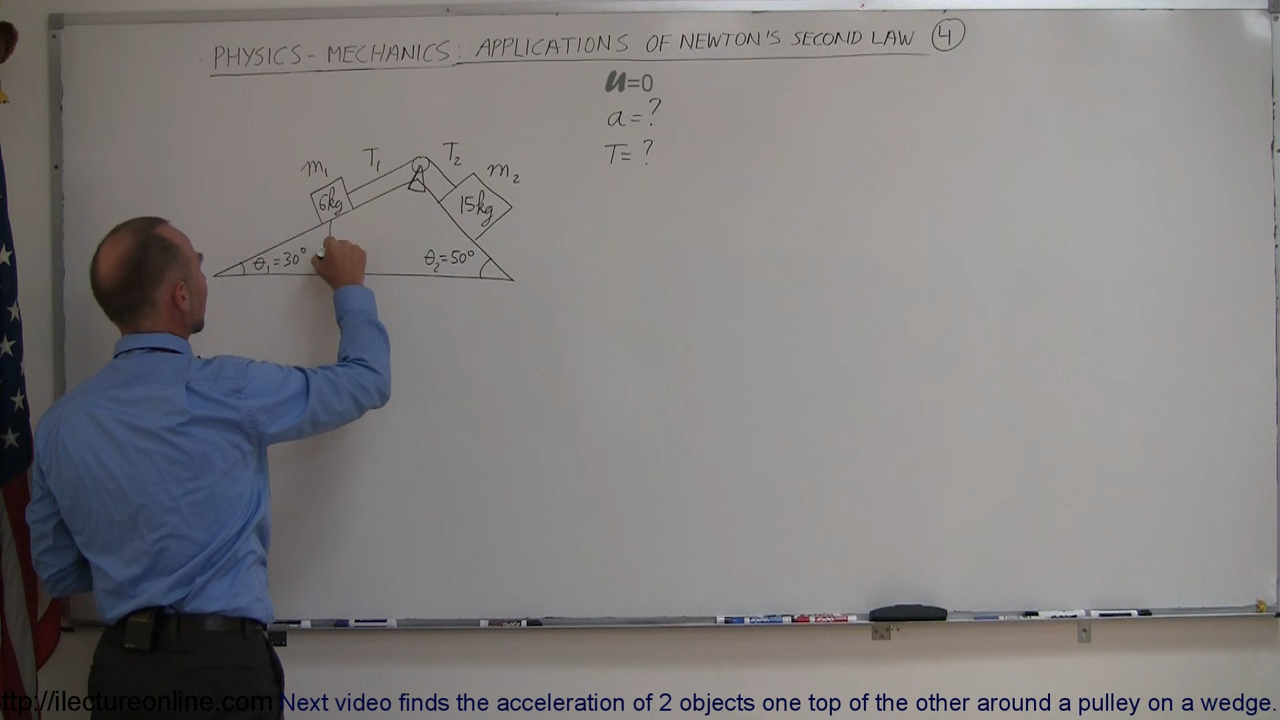 PHYSICS - MECHANICS: APPLICATIONS OF NEWTON'S SECOND LAW 4
u=0
a = ?
T = ?
m₁ T₁ T₂ m₂
6kg 15kg
θ₁ = 30° θ₂ = 50°
ttp://ilectureonline.com Next video finds the acceleration of 2 objects one top of the other around a pulley on a wedge.